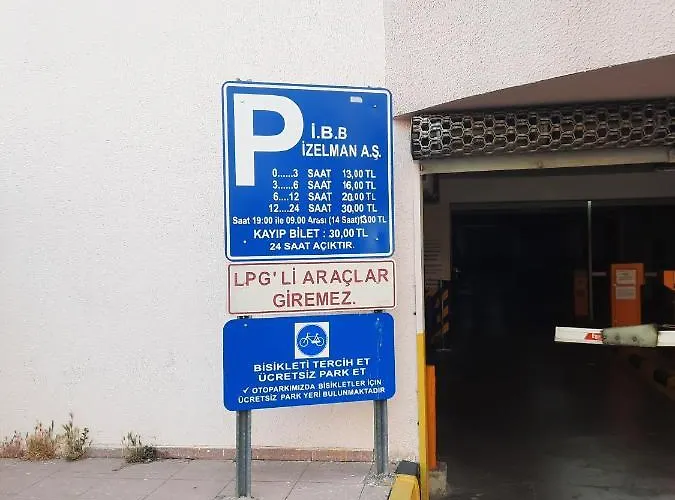 P
İ.B.B
İZELMAN A.Ş.
0.....3 SAAT 13,00 TL
3.....6 SAAT 16,00 TL
6....12 SAAT 20,00 TL
12....24 SAAT 30,00 TL
Saat 19:00 ile 09.00 Arası (14 Saat) 13,00 TL
KAYIP BİLET : 30,00 TL
24 SAAT AÇIKTIR.
LPG'Lİ ARAÇLAR
GİREMEZ.
BİSİKLETİ TERCİH ET
ÜCRETSİZ PARK ET
✓ OTOPARKIMIZDA BİSİKLETLER İÇİN
ÜCRETSİZ PARK YERİ BULUNMAKTADIR